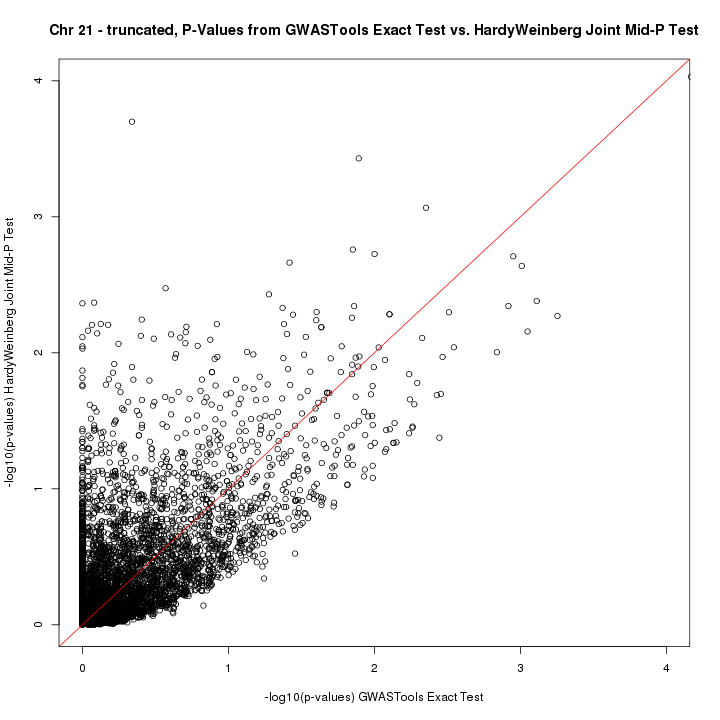 Chr 21 - truncated, P-Values from GWASTools Exact Test vs. HardyWeinberg Joint Mid-P Test
-log10(p-values) HardyWeinberg Joint Mid-P Test
4
3
2
1
0
0 1 2 3 4
-log10(p-values) GWASTools Exact Test